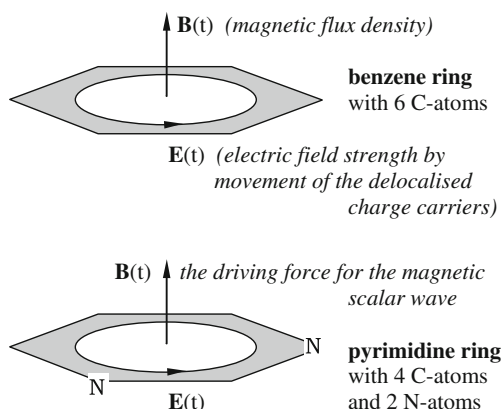 B(t) (magnetic flux density)
benzene ring
with 6 C-atoms
E(t) (electric field strength by
movement of the delocalised
charge carriers)
B(t) the driving force for the magnetic
scalar wave
N
pyrimidine ring
with 4 C-atoms
and 2 N-atoms
N
E(t)